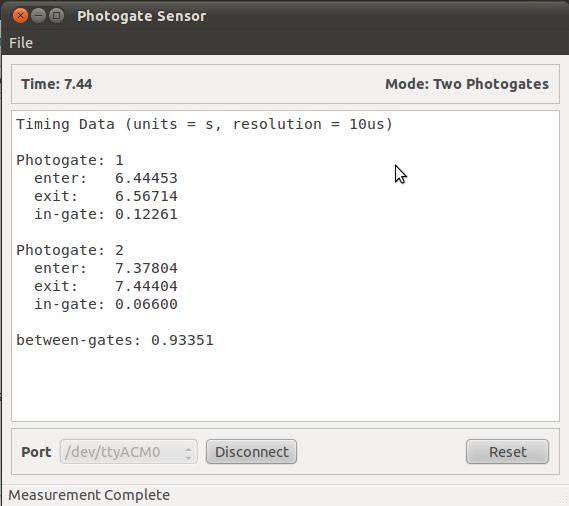 Photogate Sensor
File
Time: 7.44 Mode: Two Photogates
Timing Data (units = s, resolution = 10us)
Photogate: 1
enter: 6.44453
exit: 6.56714
in-gate: 0.12261
Photogate: 2
enter: 7.37804
exit: 7.44404
in-gate: 0.06600
between-gates: 0.93351
Port /dev/ttyACM0 Disconnect Reset
Measurement Complete